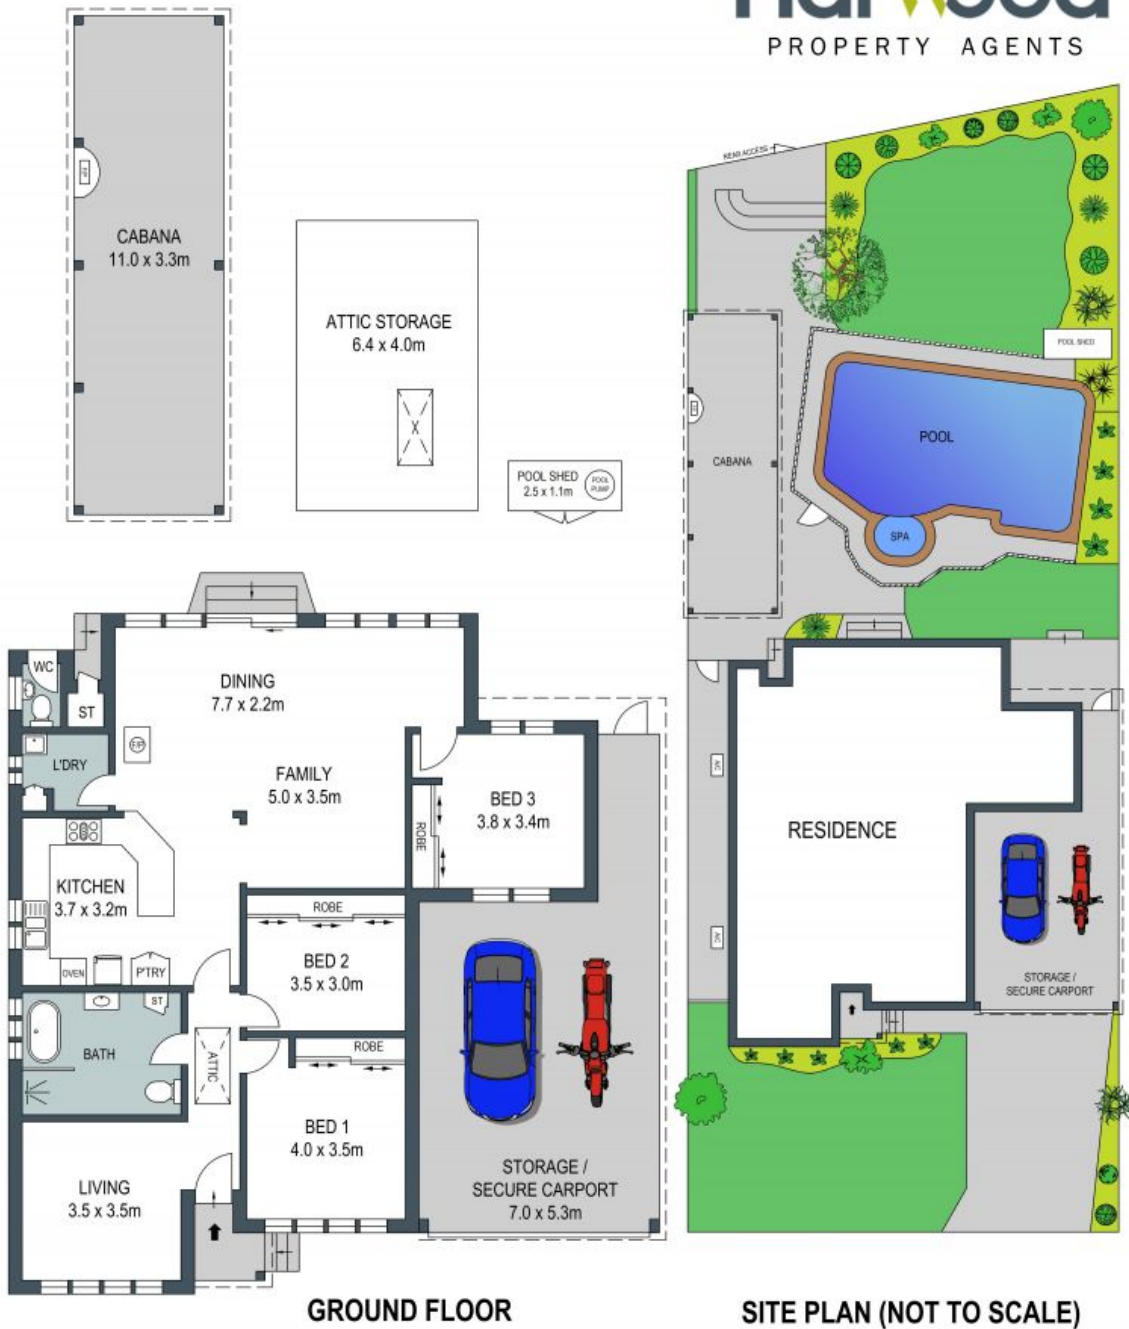 Harwood
PROPERTY AGENTS
CABANA
11.0 x 3.3m
F/P
ATTIC STORAGE
6.4 x 4.0m
X
POOL SHED
2.5 x 1.1m
POOL
PUMP
REAR ACCESS
POOL SHED
POOL
CABANA
SPA
WC
ST
DINING
7.7 x 2.2m
F/P
L'DRY
FAMILY
5.0 x 3.5m
BED 3
3.8 x 3.4m
ROBE
KITCHEN
3.7 x 3.2m
OVEN
P'TRY
ROBE
BED 2
3.5 x 3.0m
ST
BATH
ATTIC
ROBE
BED 1
4.0 x 3.5m
LIVING
3.5 x 3.5m
STORAGE /
SECURE CARPORT
7.0 x 5.3m
A/C
RESIDENCE
A/C
STORAGE /
SECURE CARPORT
GROUND FLOOR
SITE PLAN (NOT TO SCALE)